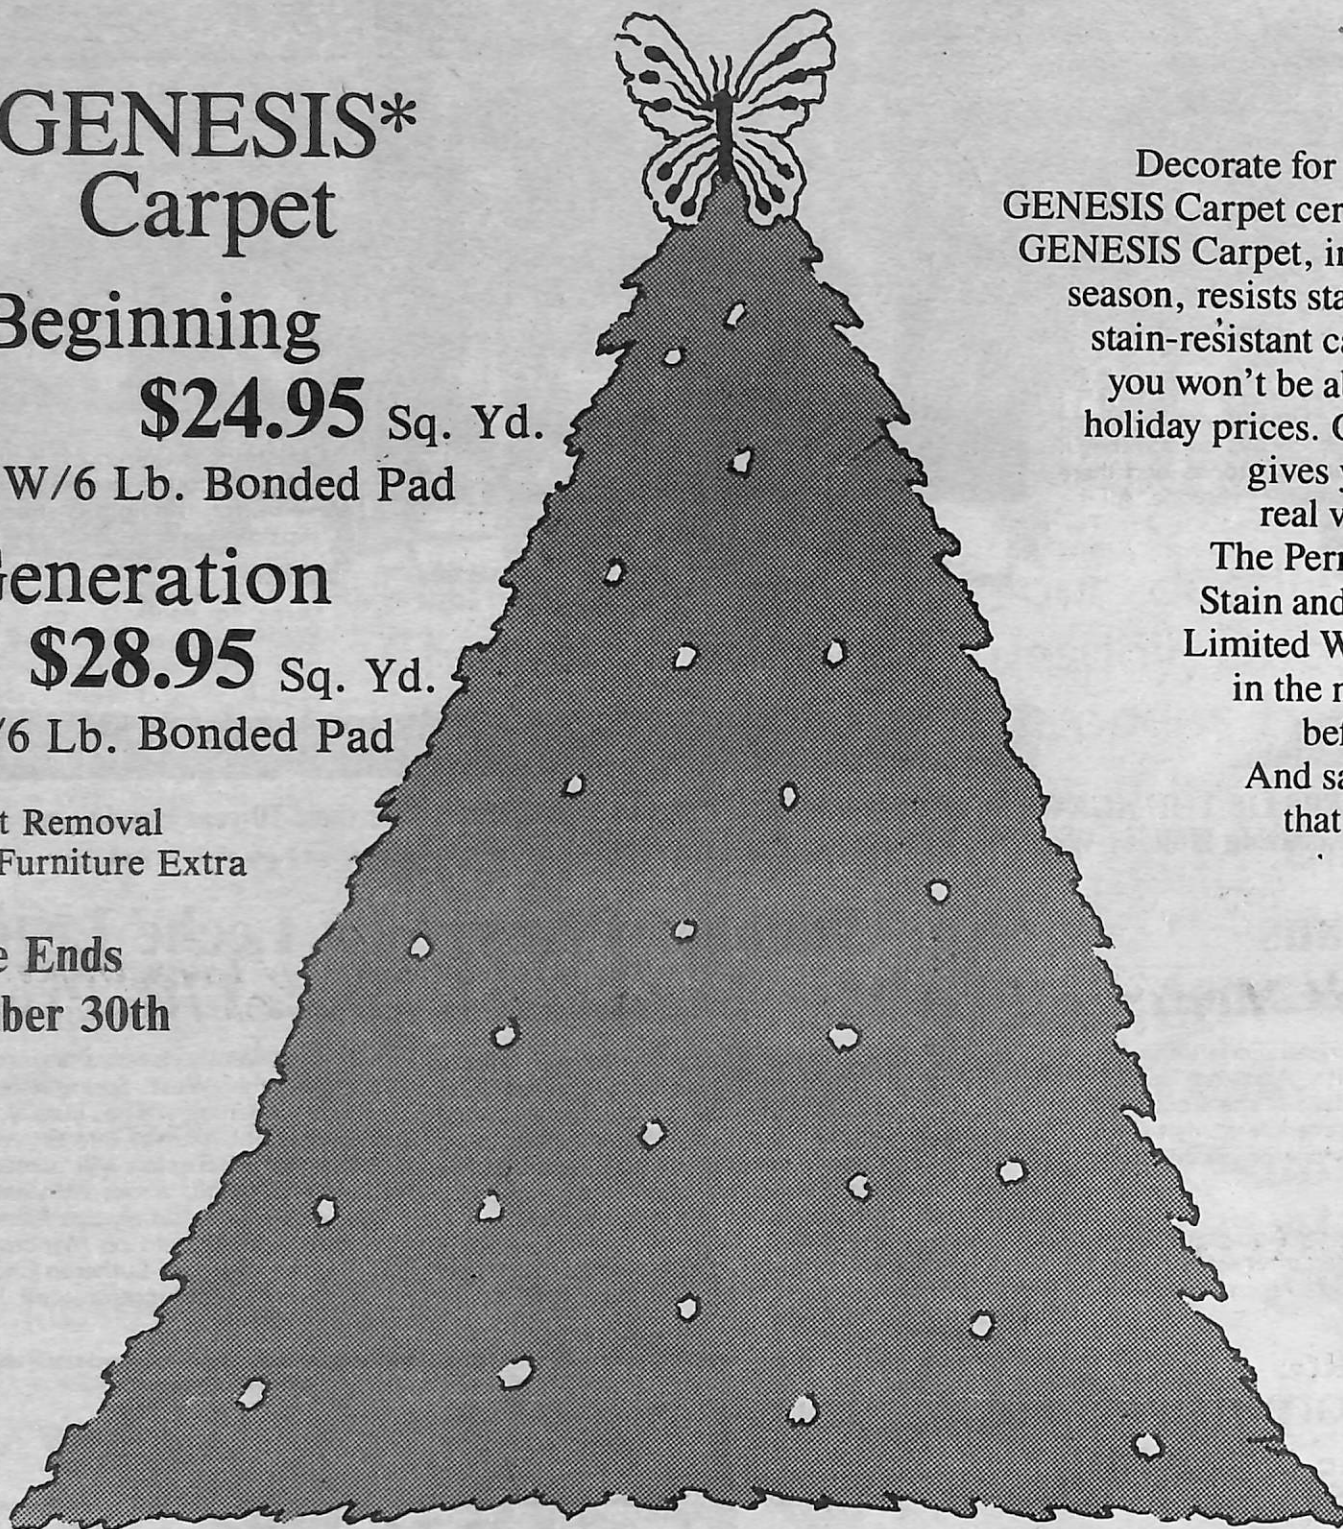 GENESIS*
Carpet
Beginning
$24.95 Sq. Yd.
W/6 Lb. Bonded Pad
Generation
$28.95 Sq. Yd.
/6 Lb. Bonded Pad
t Removal
Furniture Extra
e Ends
ber 30th
Decorate for
GENESIS Carpet cer
GENESIS Carpet, in
season, resists sta
stain-resistant ca
you won't be a
holiday prices. G
gives y
real v
The Perm
Stain and
Limited W
in the
bef
And sa
that